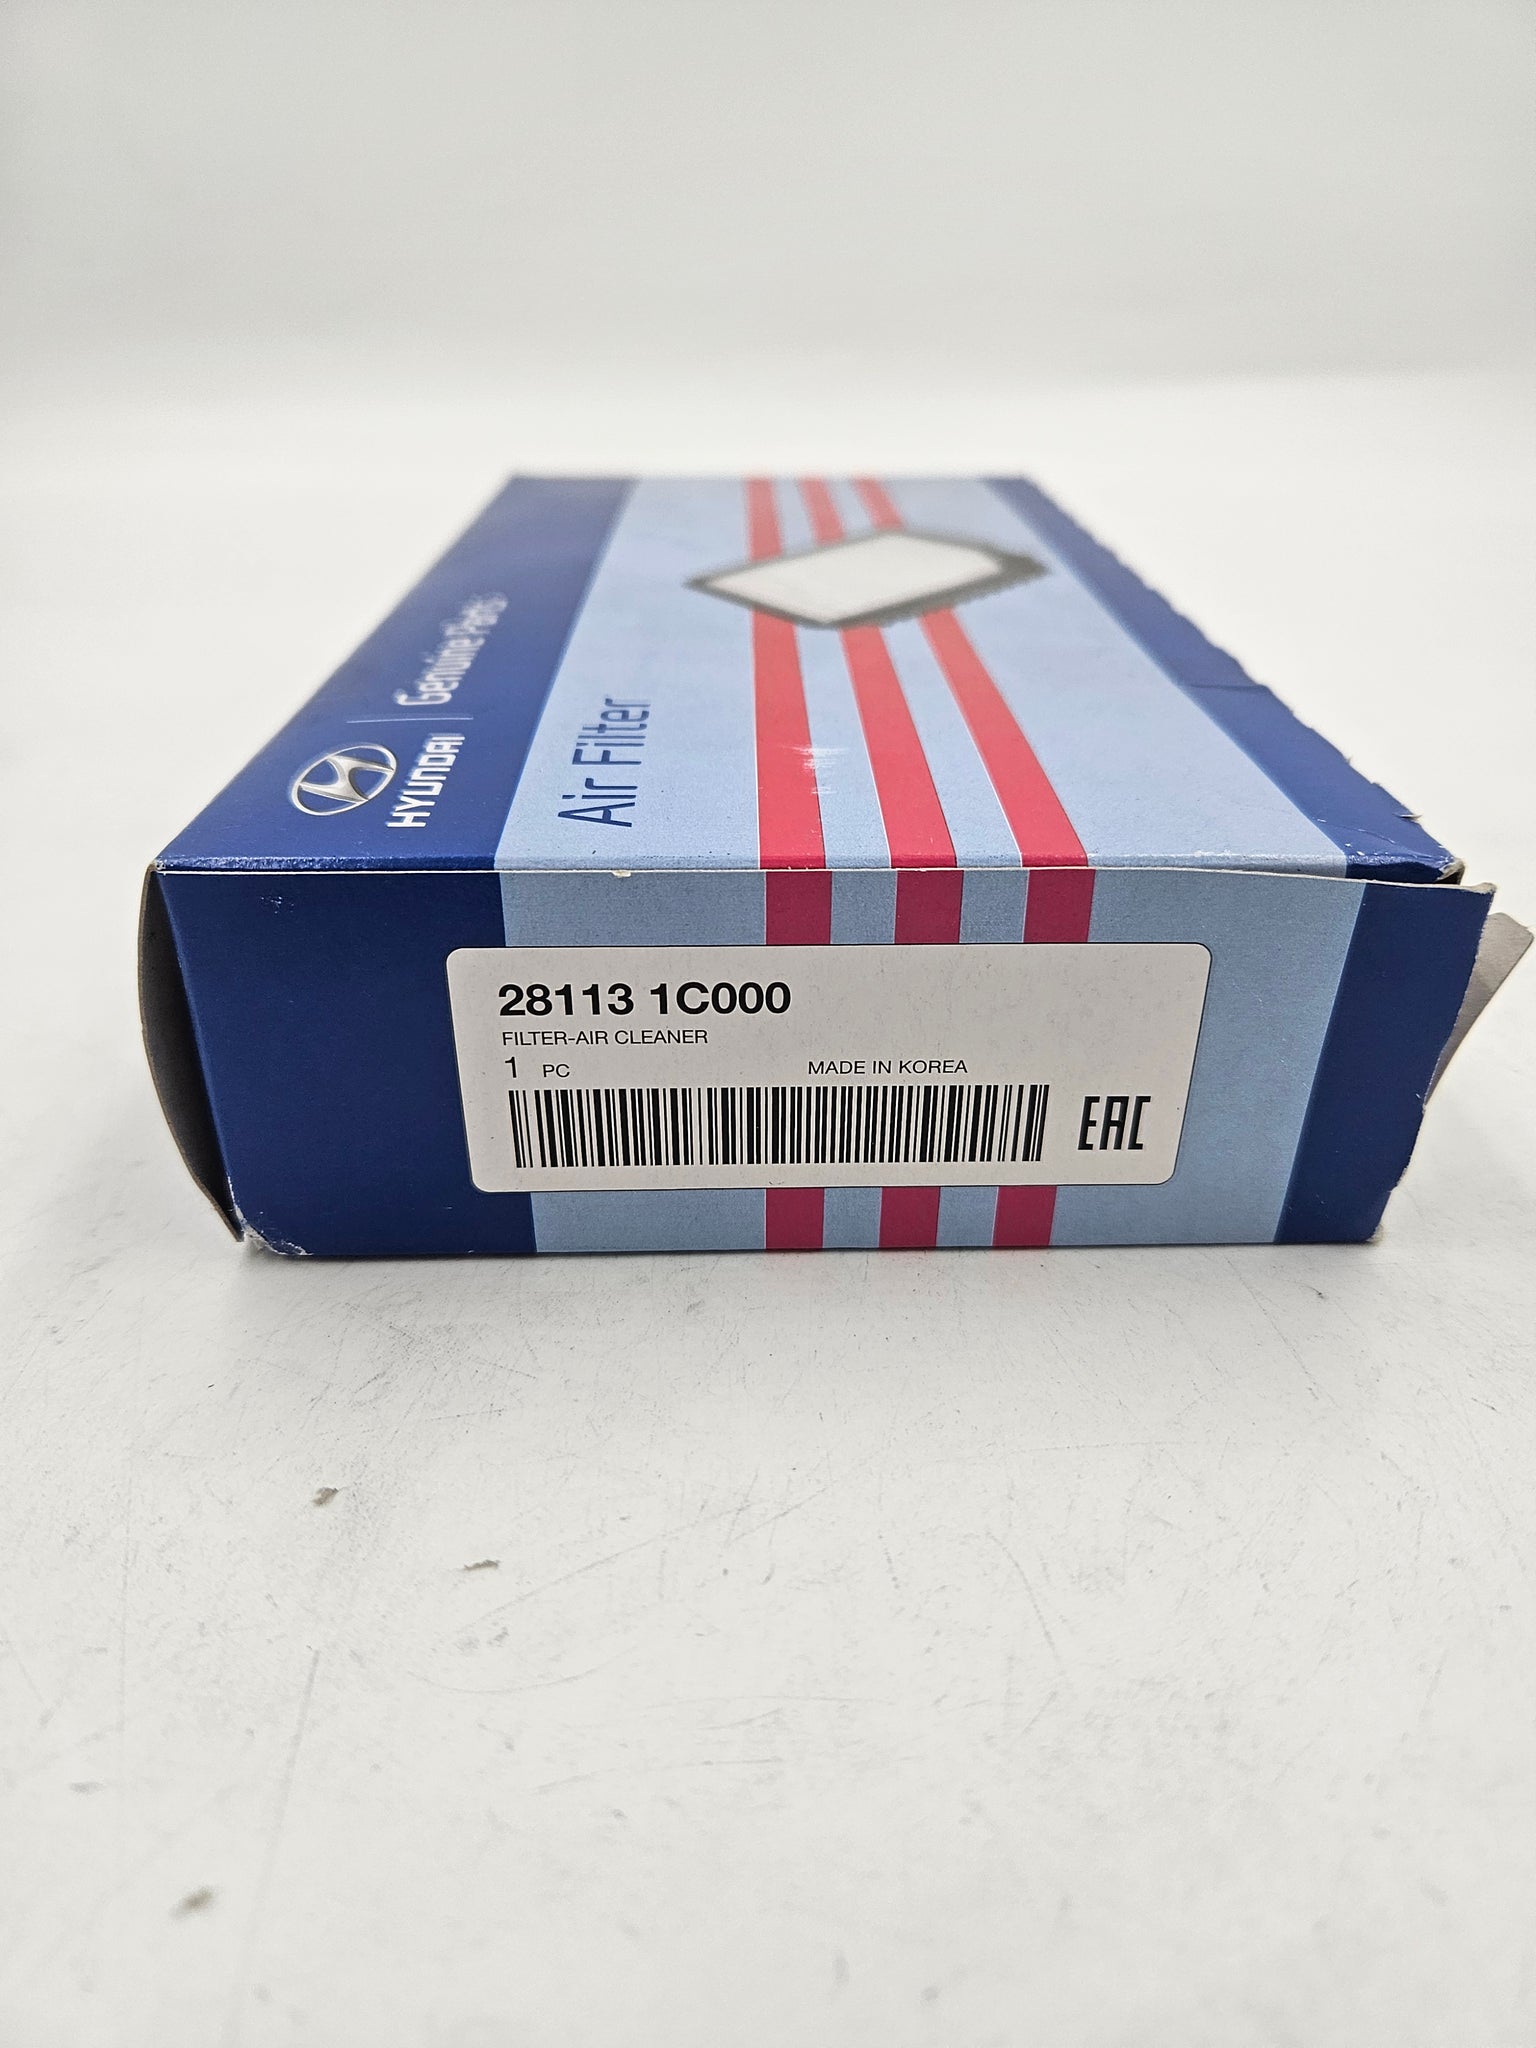 HYUNDAI | Genuine Parts
Air Filter
28113 1C000
FILTER-AIR CLEANER
1 PC MADE IN KOREA
EAC